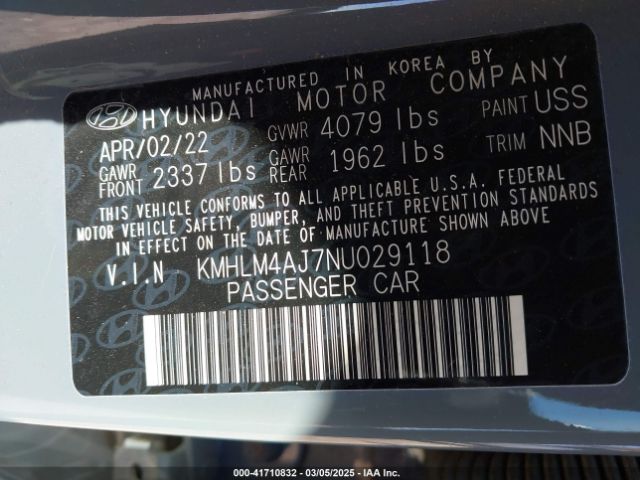 MANUFACTURED IN KOREA BY
HYUNDAI MOTOR COMPANY
APR/02/22 GVWR 4079 lbs PAINT USS
GAWR FRONT 2337 lbs GAWR REAR 1962 lbs TRIM NNB
THIS VEHICLE CONFORMS TO ALL APPLICABLE U.S.A. FEDERAL
MOTOR VEHICLE SAFETY, BUMPER, AND THEFT PREVENTION STANDARDS
IN EFFECT ON THE DATE OF MANUFACTURE SHOWN ABOVE
V.I.N. KMHLM4AJ7NU029118
PASSENGER CAR
000-41710832 — 03/05/2025 — IAA Inc.